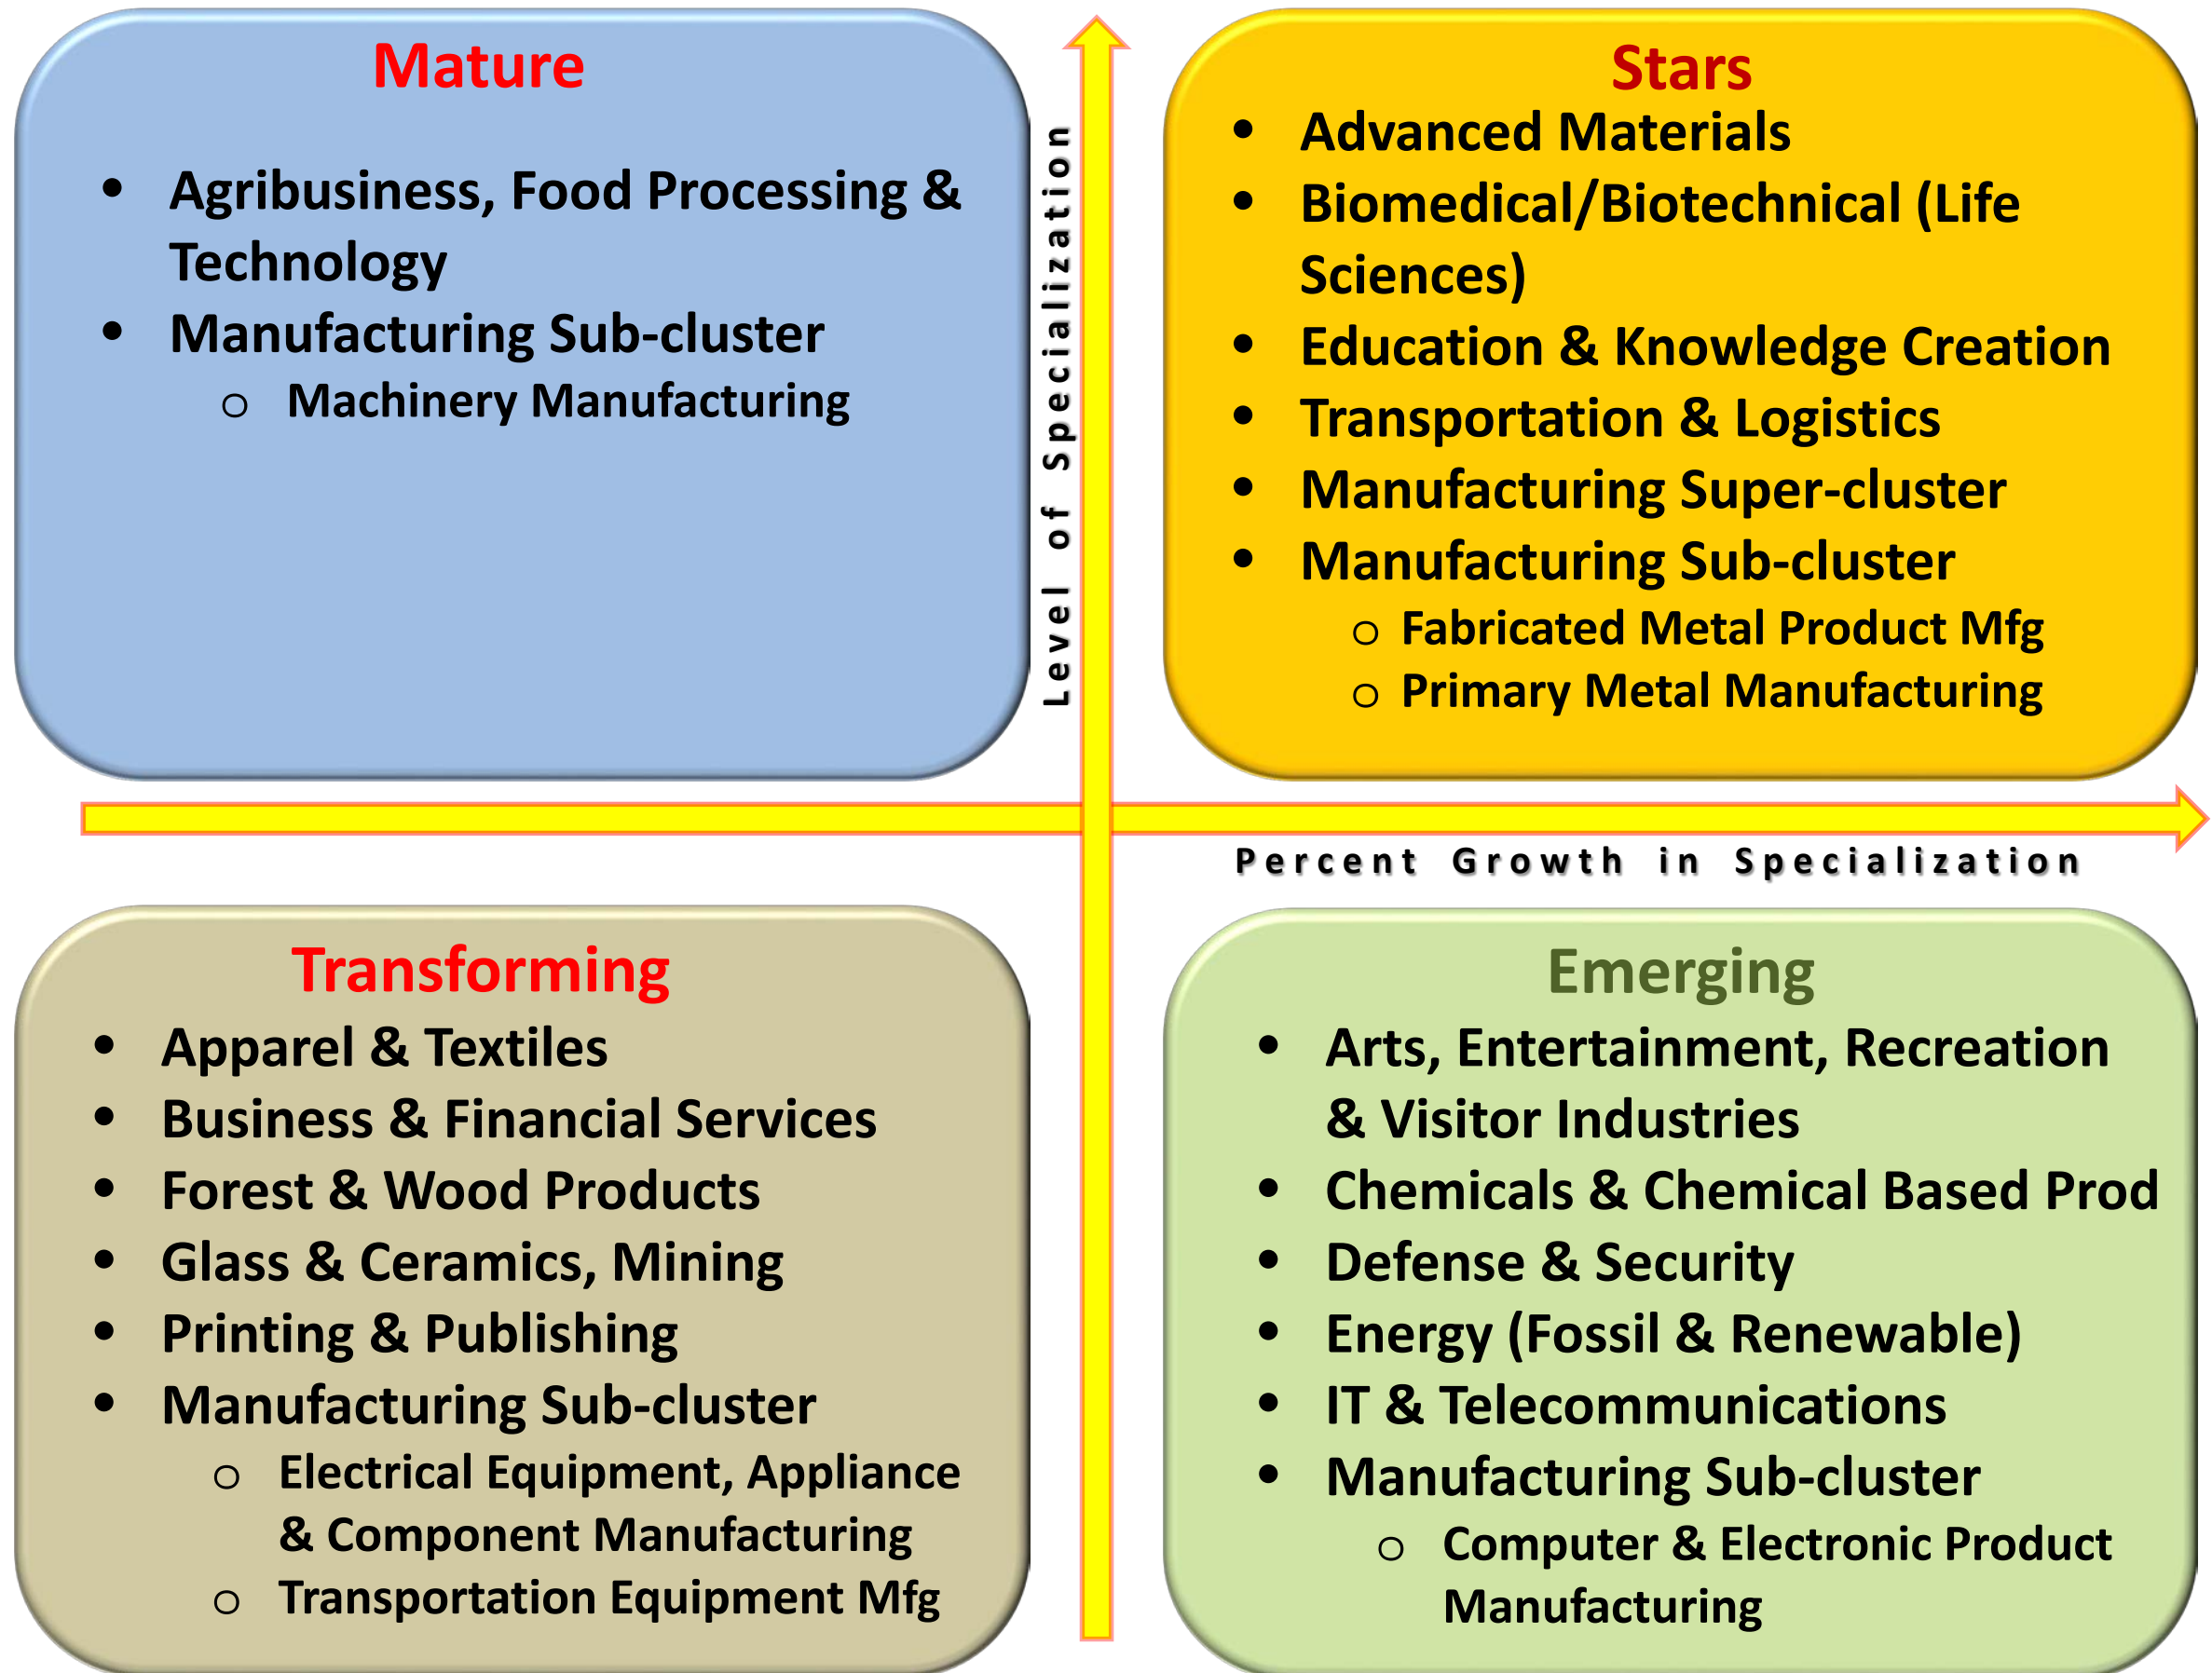 Mature
• Agribusiness, Food Processing &
Technology
• Manufacturing Sub-cluster
o Machinery Manufacturing
Level of Specialization
Stars
• Advanced Materials
• Biomedical/Biotechnical (Life
Sciences)
• Education & Knowledge Creation
• Transportation & Logistics
• Manufacturing Super-cluster
• Manufacturing Sub-cluster
o Fabricated Metal Product Mfg
o Primary Metal Manufacturing
Percent Growth in Specialization
Transforming
• Apparel & Textiles
• Business & Financial Services
• Forest & Wood Products
• Glass & Ceramics, Mining
• Printing & Publishing
• Manufacturing Sub-cluster
o Electrical Equipment, Appliance
& Component Manufacturing
o Transportation Equipment Mfg
Emerging
• Arts, Entertainment, Recreation
& Visitor Industries
• Chemicals & Chemical Based Prod
• Defense & Security
• Energy (Fossil & Renewable)
• IT & Telecommunications
• Manufacturing Sub-cluster
o Computer & Electronic Product
Manufacturing